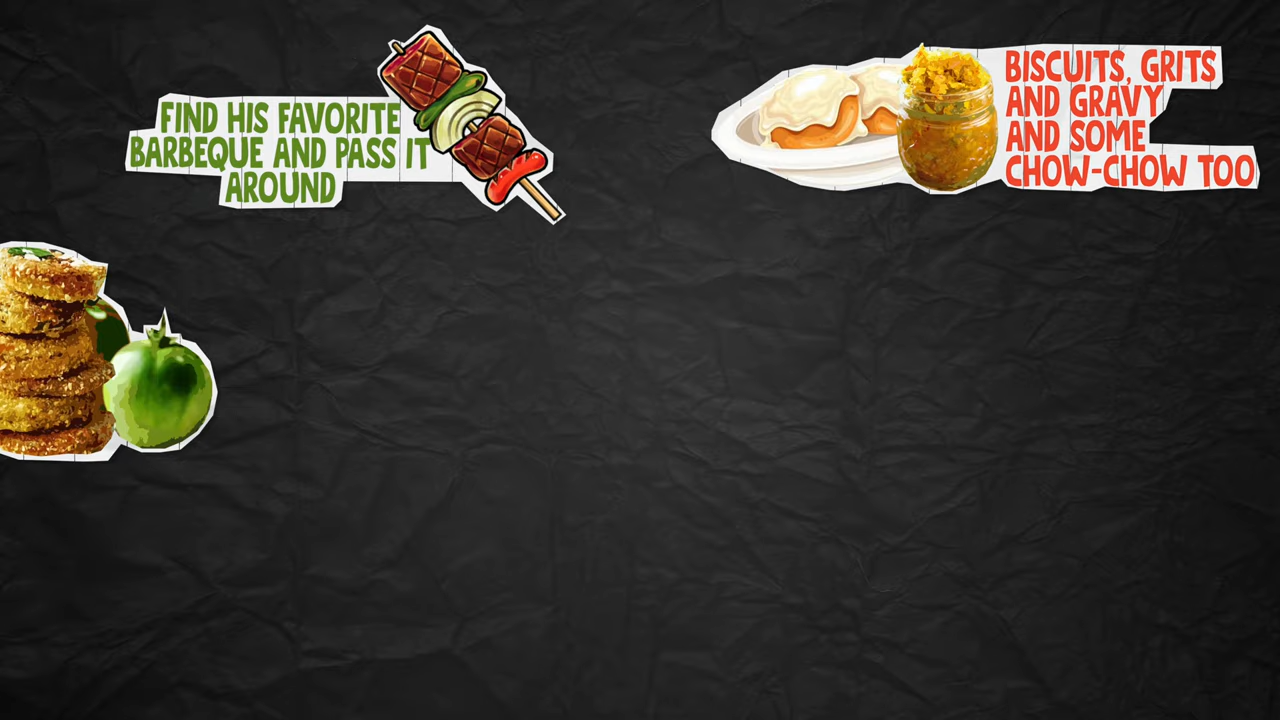 FIND HIS FAVORITE
BARBEQUE AND PASS IT
AROUND
BISCUITS, GRITS
AND GRAVY
AND SOME
CHOW-CHOW TOO